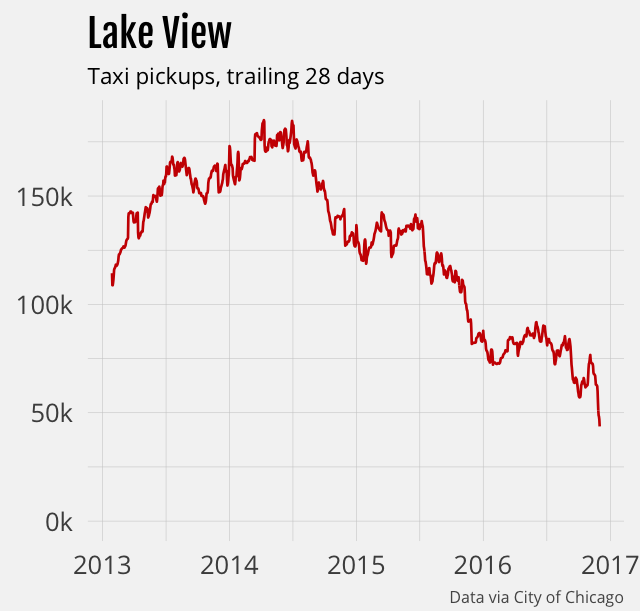 Lake View
Taxi pickups, trailing 28 days
150k
100k
50k
0k
2013 2014 2015 2016 2017
Data via City of Chicago